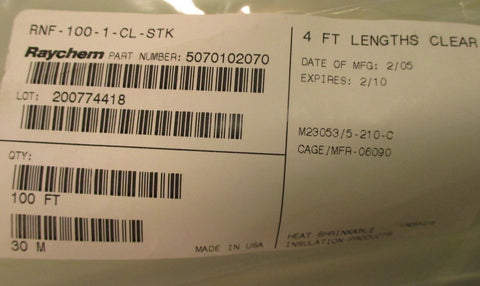 RNF-100-1-CL-STK
Raychem PART NUMBER: 5070102070
LOT: 200774418
QTY:
100 FT
30 M
MADE IN USA
4 FT LENGTHS CLEAR
DATE OF MFG: 2/05
EXPIRES: 2/10
M23053/5-210-C
CAGE/MFR-06090
HEAT SHRINKABLE
INSULATION PRODUCTS